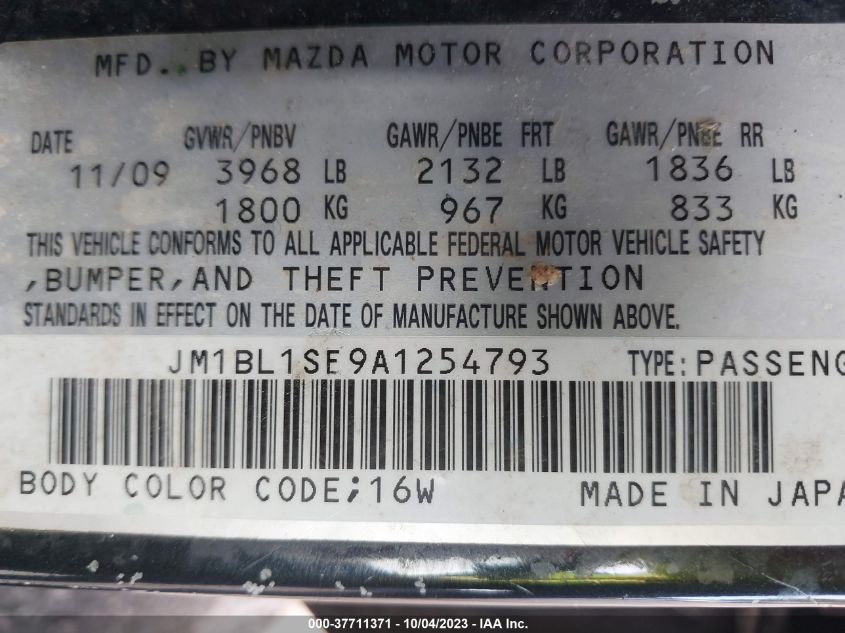 MFD. BY MAZDA MOTOR CORPORATION
DATE GVWR/PNBV GAWR/PNBE FRT GAWR/PNBE RR
11/09 3968 LB 2132 LB 1836 LB
1800 KG 967 KG 833 KG
THIS VEHICLE CONFORMS TO ALL APPLICABLE FEDERAL MOTOR VEHICLE SAFETY
,BUMPER,AND THEFT PREVENTION
STANDARDS IN EFFECT ON THE DATE OF MANUFACTURE SHOWN ABOVE.
JM1BL1SE9A1254793 TYPE:PASSENG
BODY COLOR CODE;16W MADE IN JAPA
000-37711371 - 10/04/2023 - IAA Inc.